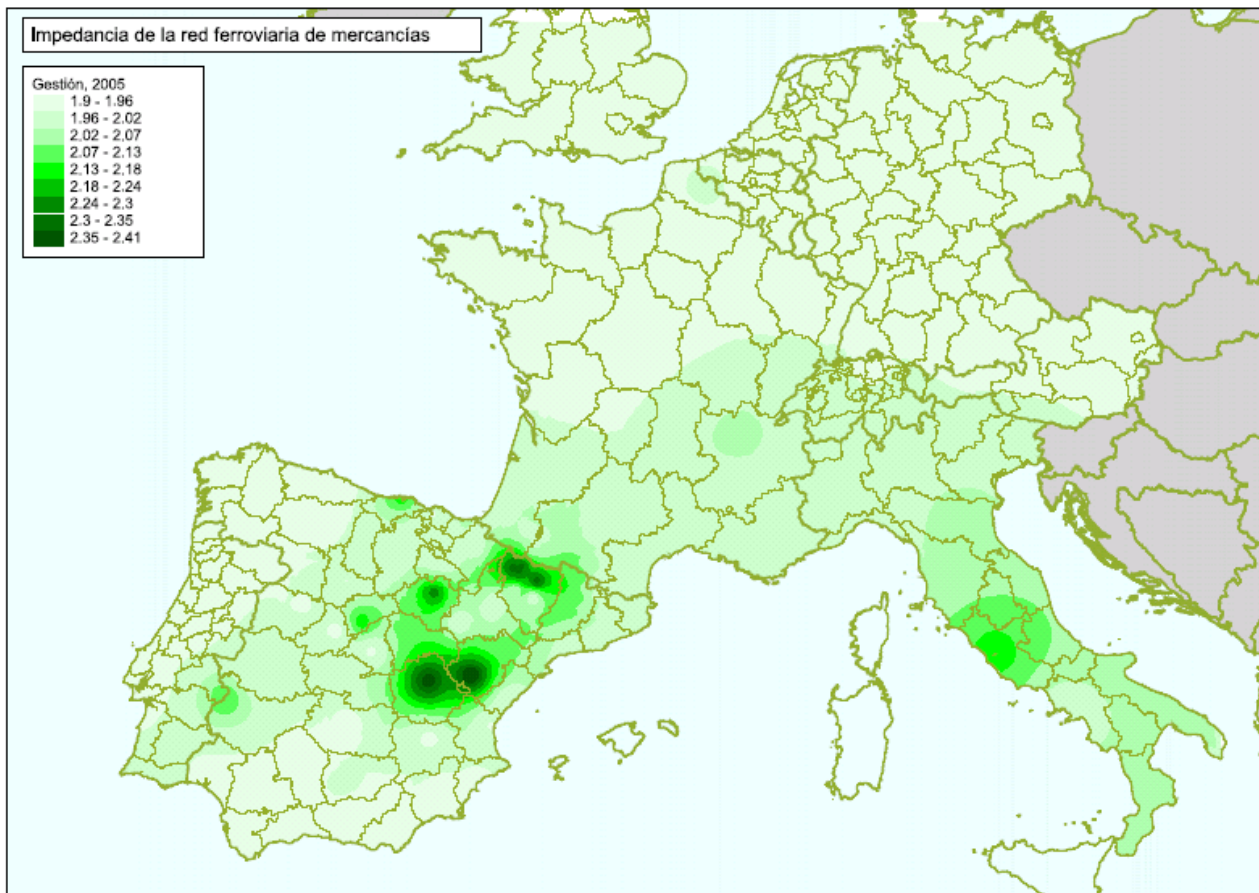 Impedancia de la red ferroviaria de mercancías
Gestión, 2005
1.9 - 1.96
1.96 - 2.02
2.02 - 2.07
2.07 - 2.13
2.13 - 2.18
2.18 - 2.24
2.24 - 2.3
2.3 - 2.35
2.35 - 2.41